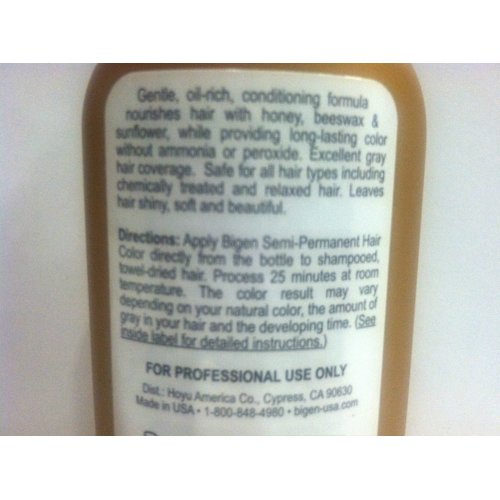 Gentle, oil-rich, conditioning formula
nourishes hair with honey, beeswax &
sunflower, while providing long-lasting color
without ammonia or peroxide. Excellent gray
hair coverage. Safe for all hair types including
chemically treated and relaxed hair. Leaves
hair shiny, soft and beautiful.
Directions: Apply Bigen Semi-Permanent Hair
Color directly from the bottle to shampooed,
towel-dried hair. Process 25 minutes at room
temperature. The color result may vary
depending on your natural color, the amount of
gray in your hair and the developing time. (See
inside label for detailed instructions.)
FOR PROFESSIONAL USE ONLY
Dist.: Hoyu America Co., Cypress, CA 90630
Made in USA • 1-800-848-4980 • bigen-usa.com